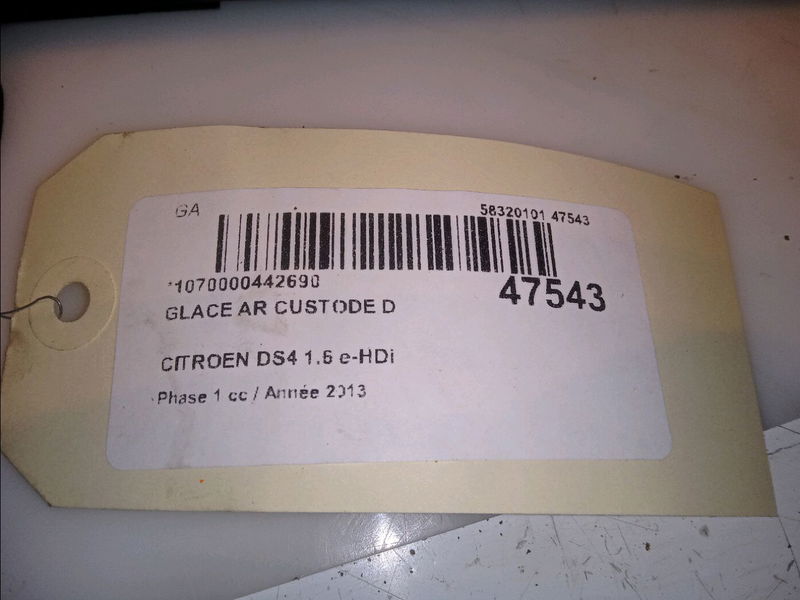 GA
58320101 47543
*1070000442690
47543
GLACE AR CUSTODE D
CITROEN DS4 1.6 e-HDi
Phase 1 cc / Année 2013